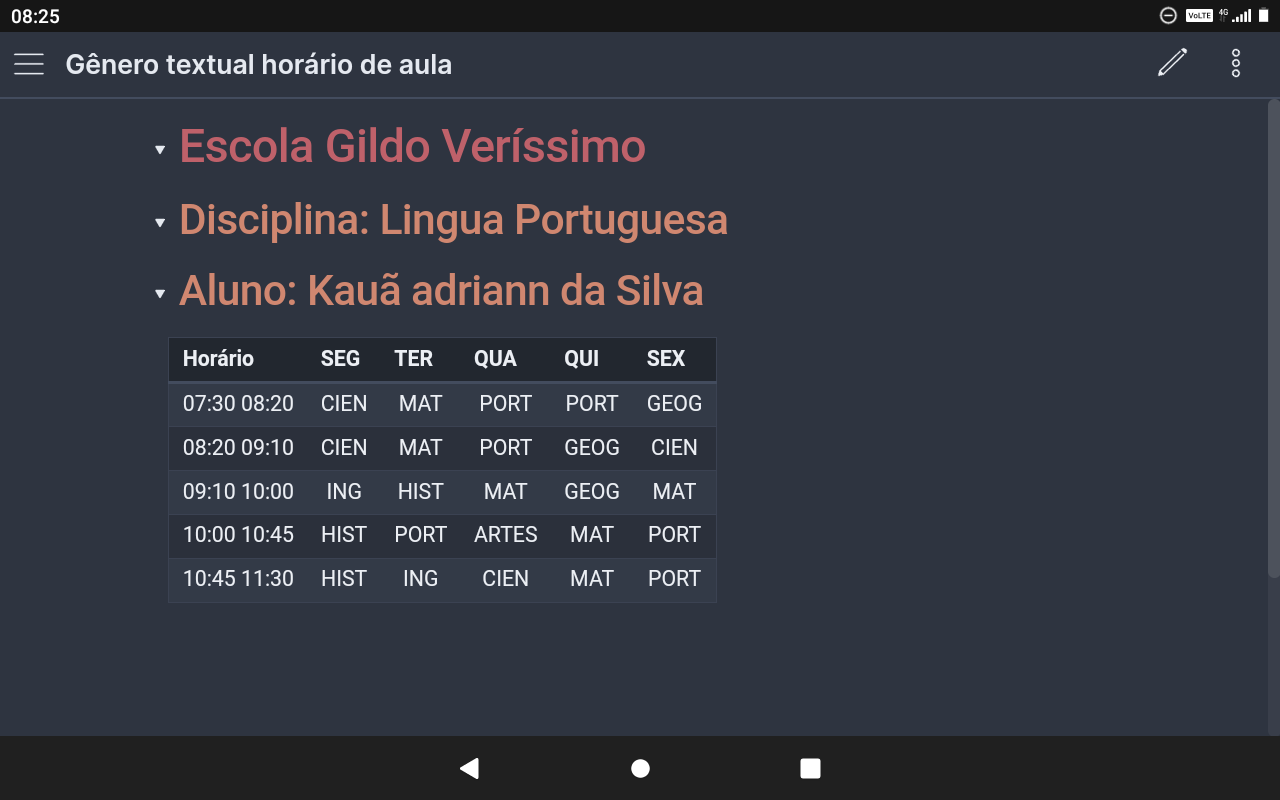 08:25
VoLTE 4G
Gênero textual horário de aula
Escola Gildo Veríssimo
Disciplina: Lingua Portuguesa
Aluno: Kauã adriann da Silva
Horário SEG TER QUA QUI SEX
07:30 08:20 CIEN MAT PORT PORT GEOG
08:20 09:10 CIEN MAT PORT GEOG CIEN
09:10 10:00 ING HIST MAT GEOG MAT
10:00 10:45 HIST PORT ARTES MAT PORT
10:45 11:30 HIST ING CIEN MAT PORT